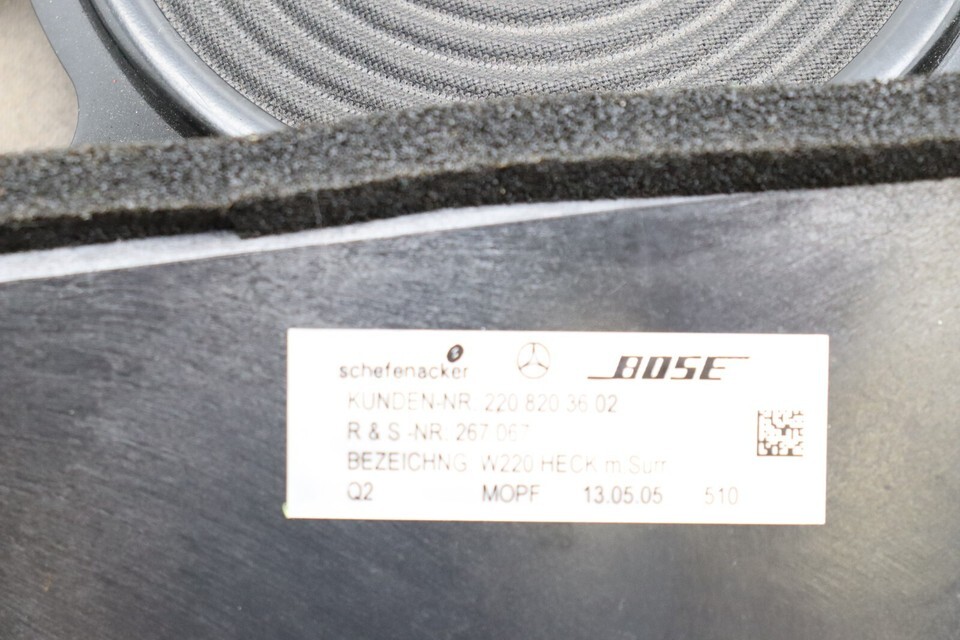 schefenacker BOSE
KUNDEN-NR. 220 820 36 02
R & S -NR. 267 067
BEZEICHNG. W220 HECK m.Surr
Q2 MOPF 13.05.05 510